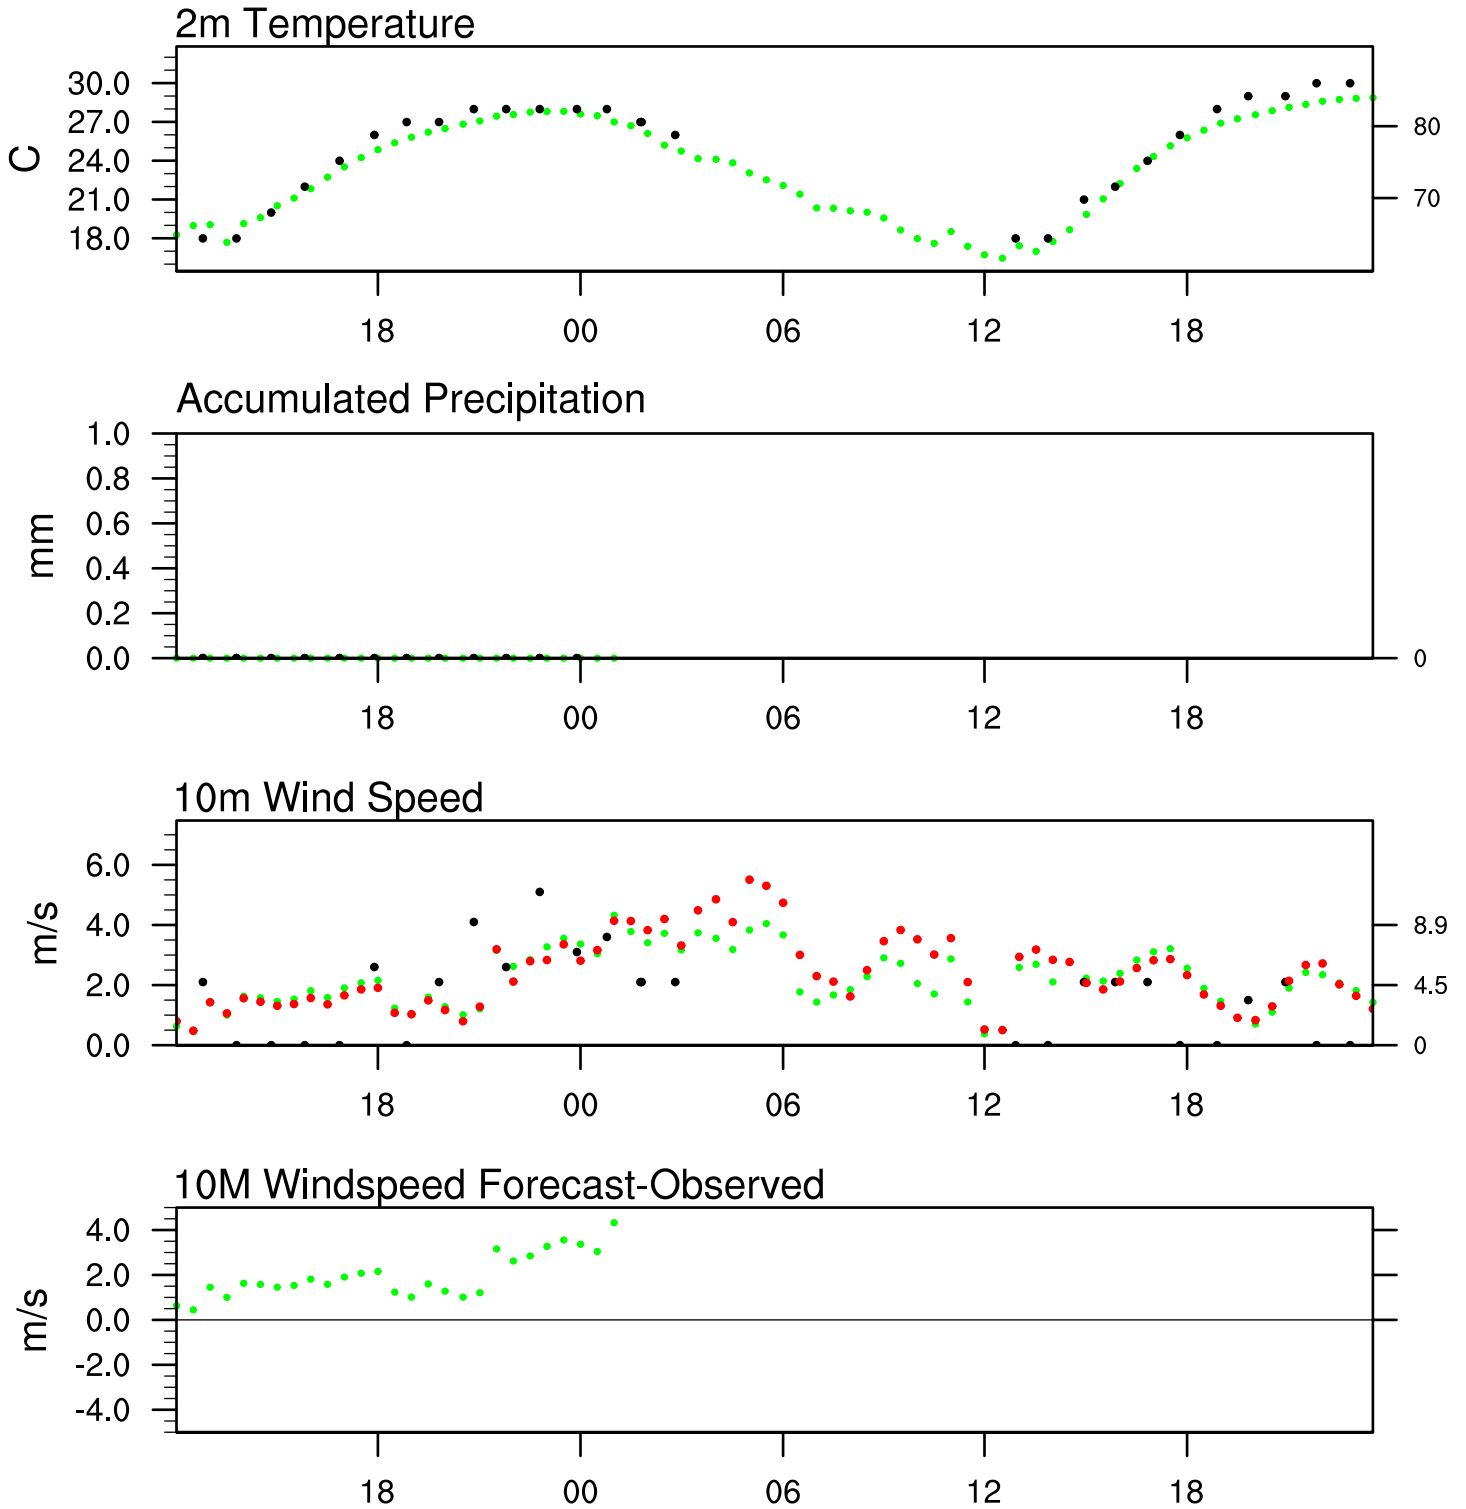 2m Temperature
30.0
27.0
24.0
21.0
18.0
C
80
70
18 00 06 12 18
Accumulated Precipitation
1.0
0.8
0.6
0.4
0.2
0.0
mm
0
18 00 06 12 18
10m Wind Speed
6.0
4.0
2.0
0.0
m/s
8.9
4.5
0
18 00 06 12 18
10M Windspeed Forecast-Observed
4.0
2.0
0.0
-2.0
-4.0
m/s
18 00 06 12 18